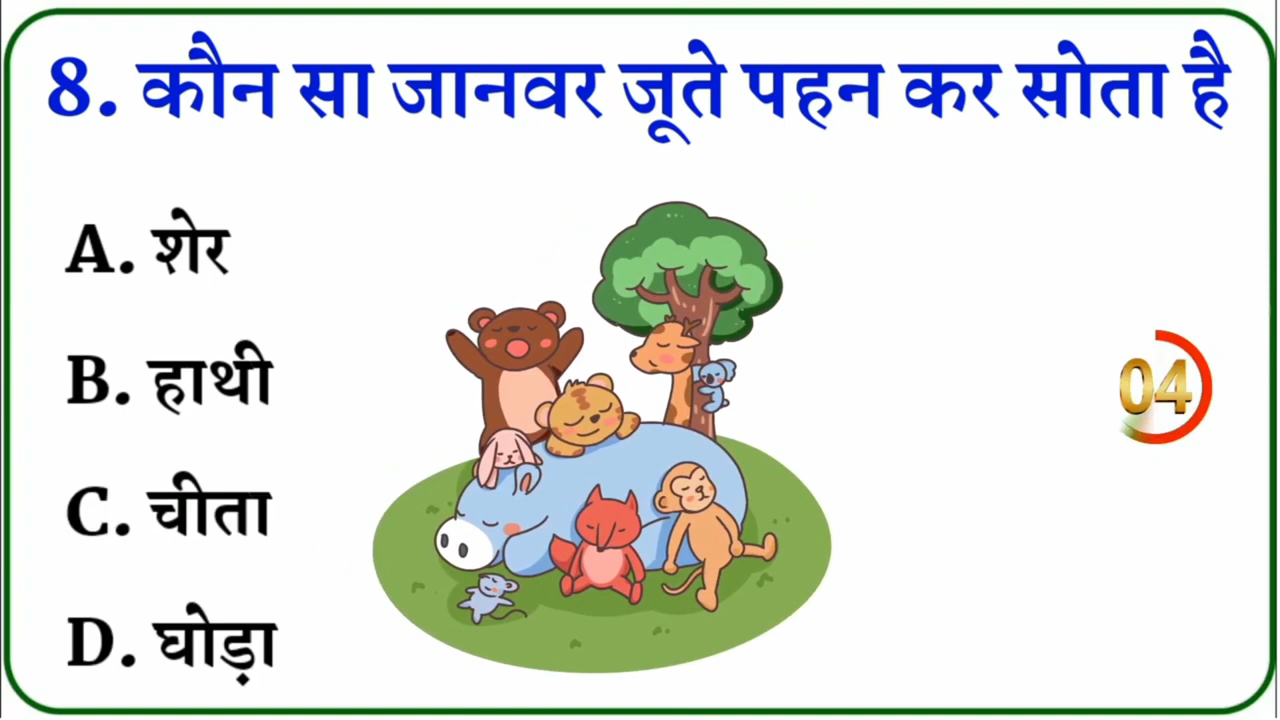 8. कौन सा जानवर जूते पहन कर सोता है
A. शेर
B. हाथी
C. चीता
D. घोड़ा
04